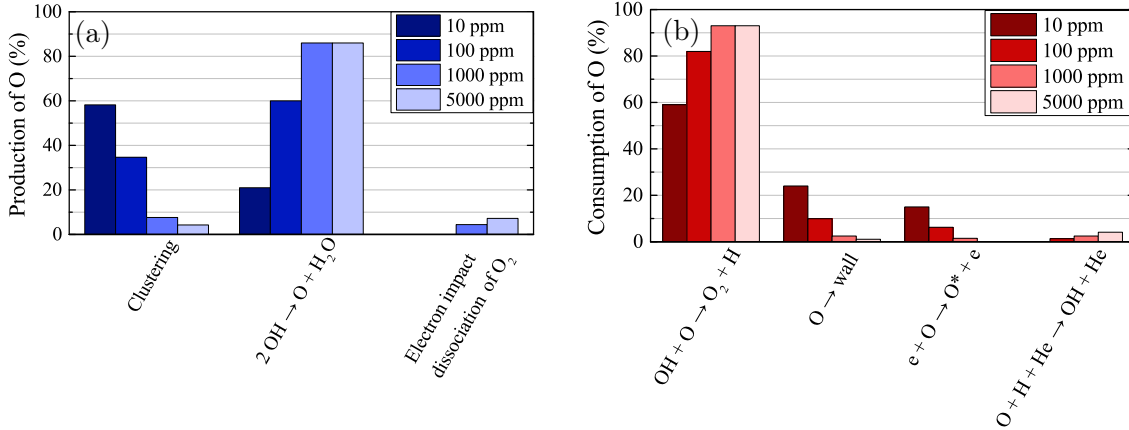 (a)
10 ppm
100 ppm
1000 ppm
5000 ppm
Production of O (%)
100
80
60
40
20
0
Clustering
2 OH → O + H₂O
Electron impact
dissociation of O₂
(b)
10 ppm
100 ppm
1000 ppm
5000 ppm
Consumption of O (%)
100
80
60
40
20
0
OH + O → O₂ + H
O → wall
e + O → O* + e
O + H + He → OH + He